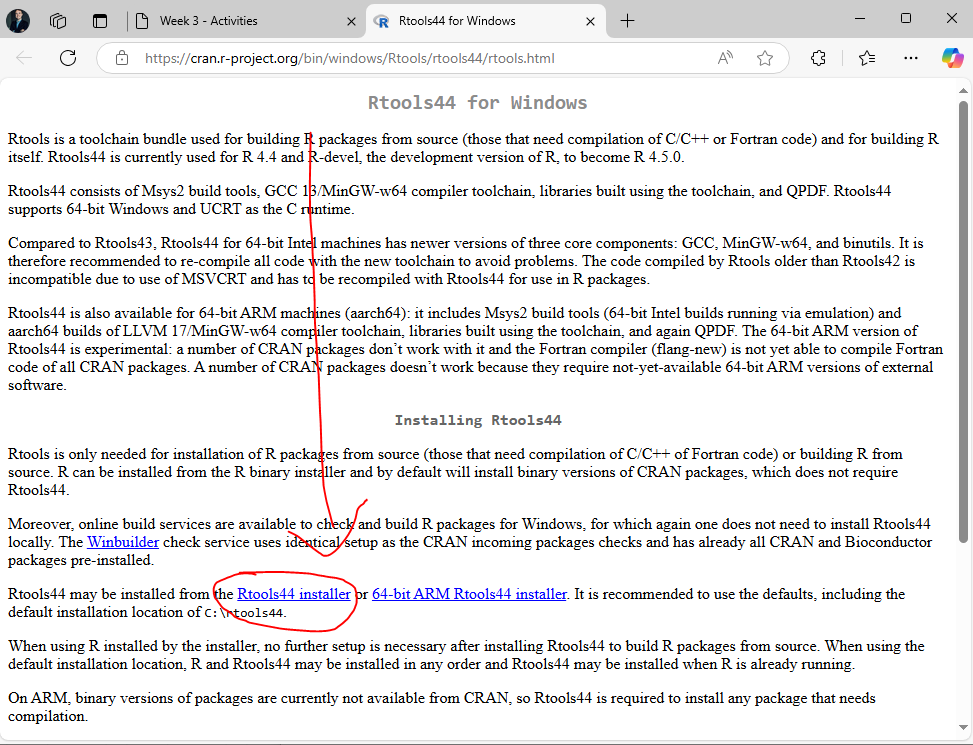 Week 3 - Activities
Rtools44 for Windows
https://cran.r-project.org/bin/windows/Rtools/rtools44/rtools.html
Rtools44 for Windows
Rtools is a toolchain bundle used for building R packages from source (those that need compilation of C/C++ or Fortran code) and for building R
itself. Rtools44 is currently used for R 4.4 and R-devel, the development version of R, to become R 4.5.0.
Rtools44 consists of Msys2 build tools, GCC 13/MinGW-w64 compiler toolchain, libraries built using the toolchain, and QPDF. Rtools44
supports 64-bit Windows and UCRT as the C runtime.
Compared to Rtools43, Rtools44 for 64-bit Intel machines has newer versions of three core components: GCC, MinGW-w64, and binutils. It is
therefore recommended to re-compile all code with the new toolchain to avoid problems. The code compiled by Rtools older than Rtools42 is
incompatible due to use of MSVCRT and has to be recompiled with Rtools44 for use in R packages.
Rtools44 is also available for 64-bit ARM machines (aarch64): it includes Msys2 build tools (64-bit Intel builds running via emulation) and
aarch64 builds of LLVM 17/MinGW-w64 compiler toolchain, libraries built using the toolchain, and again QPDF. The 64-bit ARM version of
Rtools44 is experimental: a number of CRAN packages don't work with it and the Fortran compiler (flang-new) is not yet able to compile Fortran
code of all CRAN packages. A number of CRAN packages doesn't work because they require not-yet-available 64-bit ARM versions of external
software.
Installing Rtools44
Rtools is only needed for installation of R packages from source (those that need compilation of C/C++ of Fortran code) or building R from
source. R can be installed from the R binary installer and by default will install binary versions of CRAN packages, which does not require
Rtools44.
Moreover, online build services are available to check and build R packages for Windows, for which again one does not need to install Rtools44
locally. The Winbuilder check service uses identical setup as the CRAN incoming packages checks and has already all CRAN and Bioconductor
packages pre-installed.
Rtools44 may be installed from the Rtools44 installer or 64-bit ARM Rtools44 installer. It is recommended to use the defaults, including the
default installation location of C:\rtools44.
When using R installed by the installer, no further setup is necessary after installing Rtools44 to build R packages from source. When using the
default installation location, R and Rtools44 may be installed in any order and Rtools44 may be installed when R is already running.
On ARM, binary versions of packages are currently not available from CRAN, so Rtools44 is required to install any package that needs
compilation.